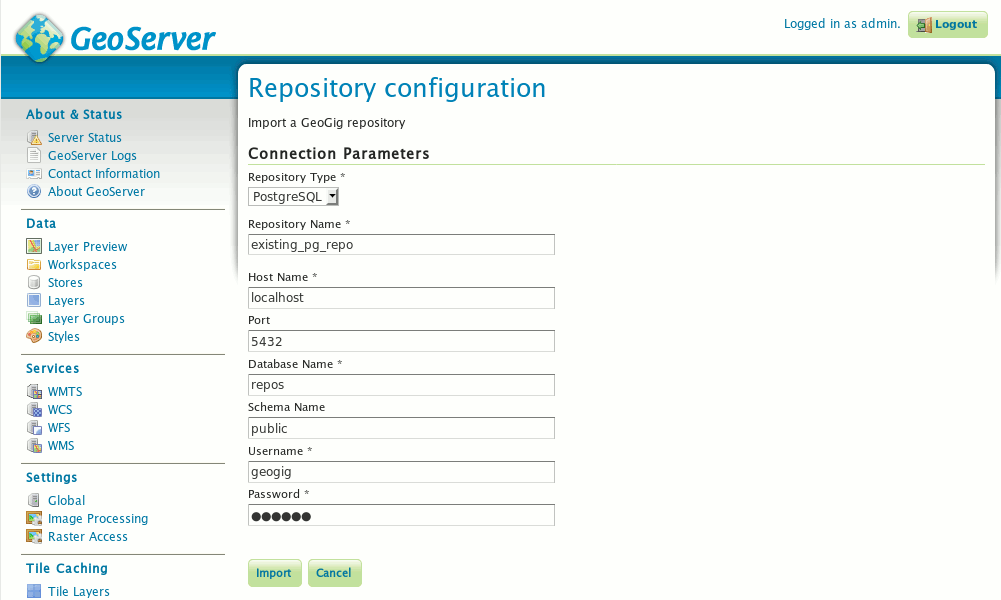 GeoServer
Logged in as admin.
Logout
About & Status
Server Status
GeoServer Logs
Contact Information
About GeoServer
Data
Layer Preview
Workspaces
Stores
Layers
Layer Groups
Styles
Services
WMTS
WCS
WFS
WMS
Settings
Global
Image Processing
Raster Access
Tile Caching
Tile Layers
Repository configuration
Import a GeoGig repository
Connection Parameters
Repository Type *
PostgreSQL
Repository Name *
existing_pg_repo
Host Name *
localhost
Port
5432
Database Name *
repos
Schema Name
public
Username *
geogig
Password *
●●●●●●
Import Cancel